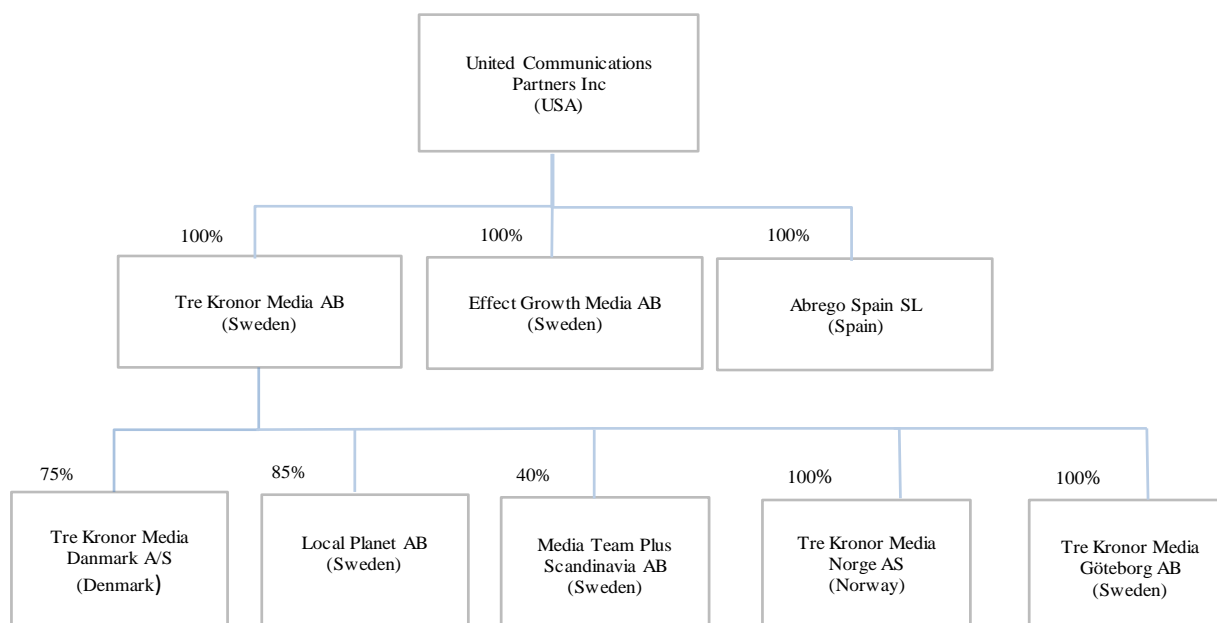 United Communications
Partners Inc
(USA)
100%
100%
100%
Tre Kronor Media AB
(Sweden)
Effect Growth Media AB
(Sweden)
Abrego Spain SL
(Spain)
75%
85%
40%
100%
100%
Tre Kronor Media
Danmark A/S
(Denmark)
Local Planet AB
(Sweden)
Media Team Plus
Scandinavia AB
(Sweden)
Tre Kronor Media
Norge AS
(Norway)
Tre Kronor Media
Göteborg AB
(Sweden)